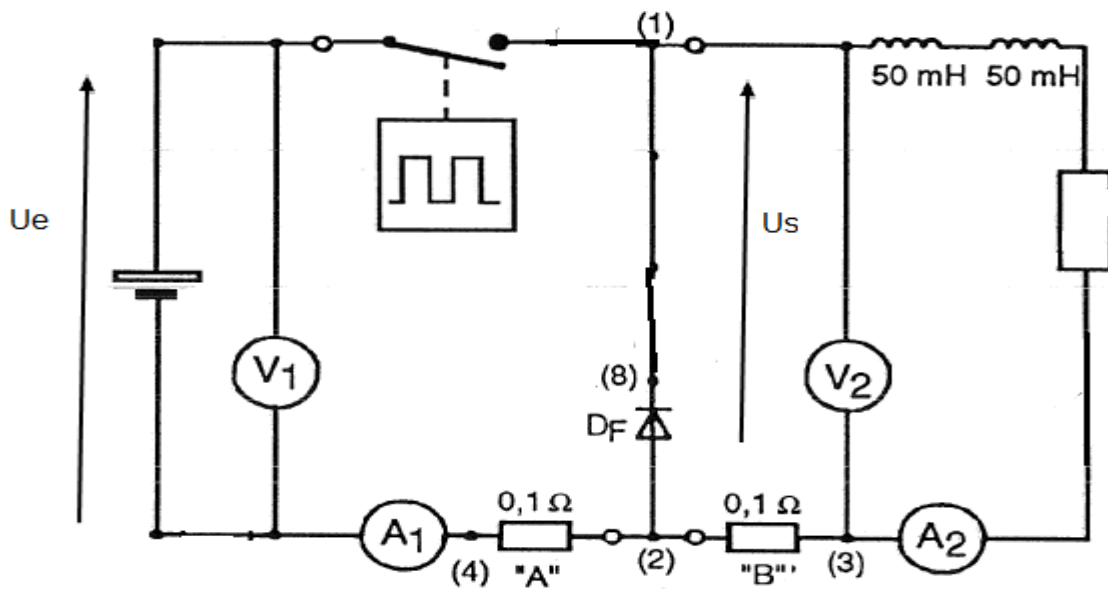 (1)
50 mH 50 mH
Ue
Us
V1
(8)
V2
DF
0,1 Ω
0,1 Ω
A1
(4)
"A"
(2)
"B"'
(3)
A2